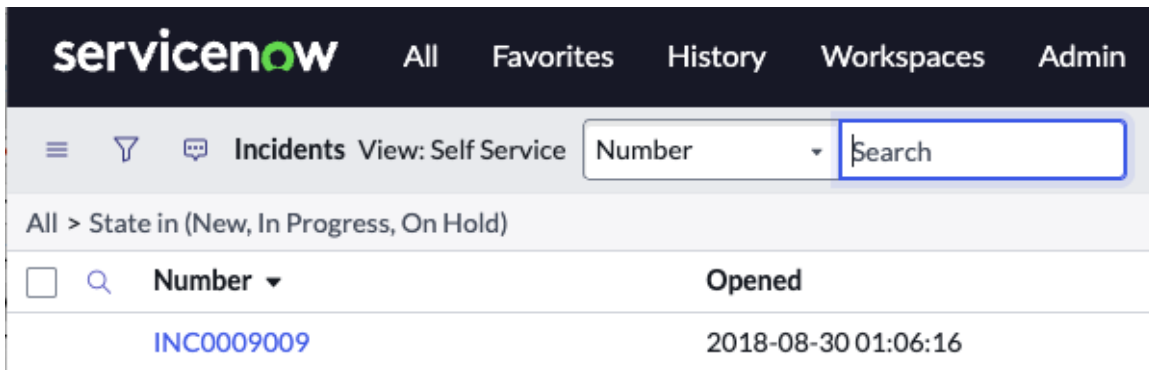 servicenow All Favorites History Workspaces Admin
Incidents View: Self Service Number Search
All > State in (New, In Progress, On Hold)
Number Opened
INC0009009 2018-08-30 01:06:16